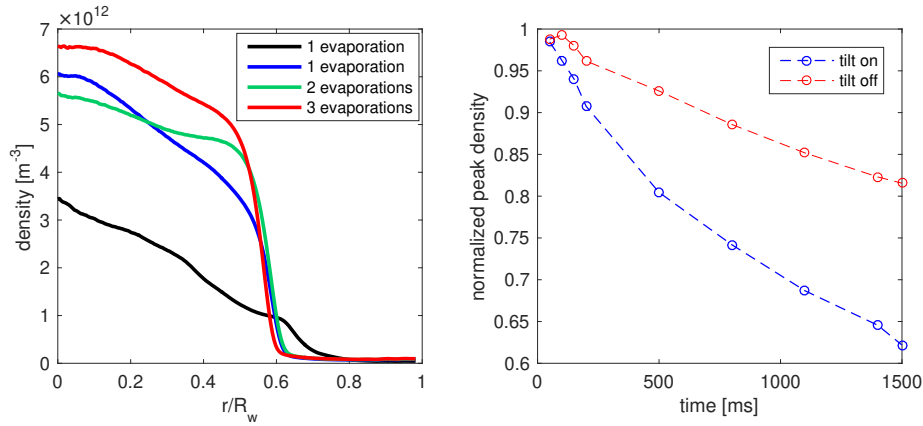 ×10^12
7
6
5
4
3
2
1
0
density [m^-3]
0
0.2
0.4
0.6
0.8
1
r/R_w
1 evaporation
1 evaporation
2 evaporations
3 evaporations
1
0.95
0.9
0.85
0.8
0.75
0.7
0.65
0.6
normalized peak density
0
500
1000
1500
time [ms]
tilt on
tilt off